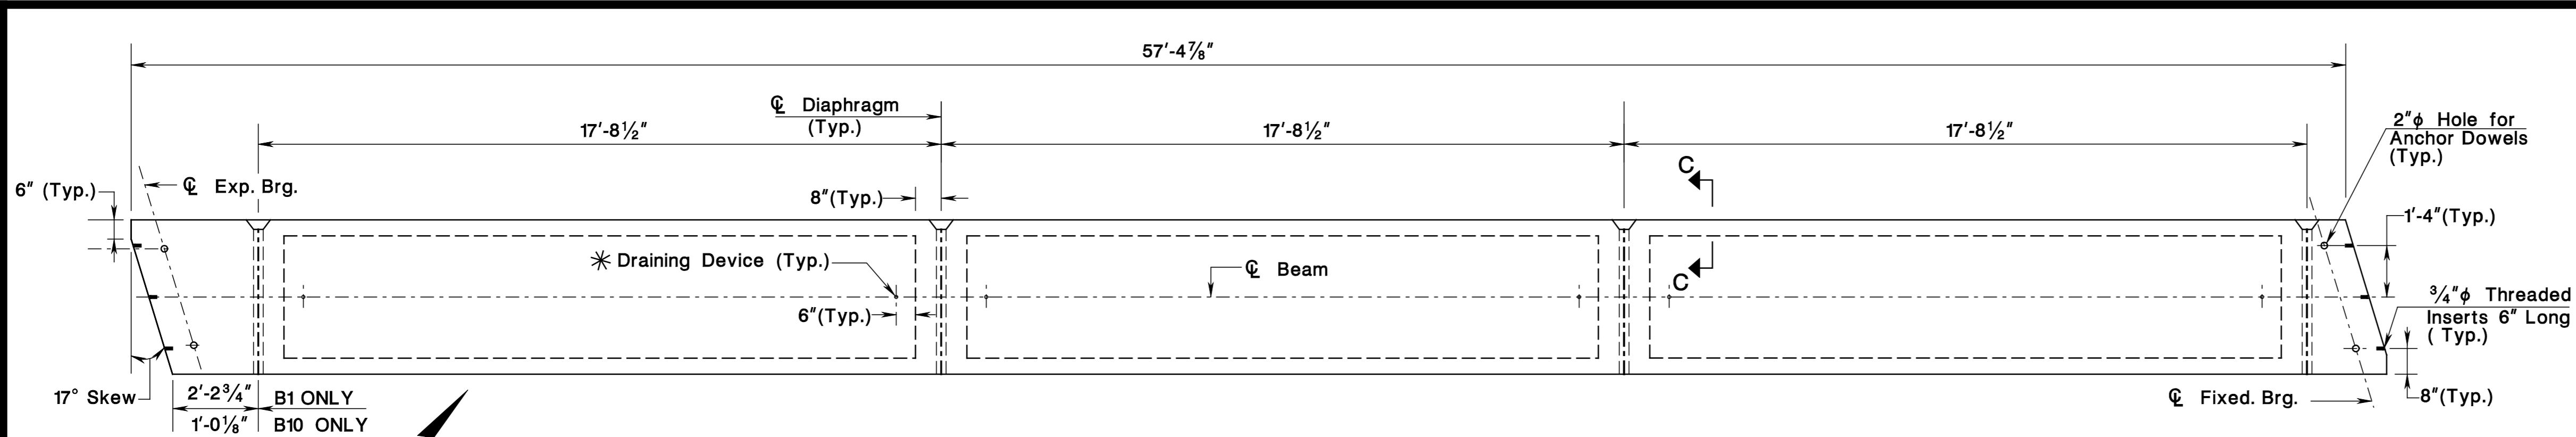 57'-4⅞"
℄ Diaphragm
(Typ.)
17'-8½"
17'-8½"
17'-8½"
2"ϕ Hole for
Anchor Dowels
(Typ.)
C
6" (Typ.)
℄ Exp. Brg.
8"(Typ.)
1'-4"(Typ.)
✳ Draining Device (Typ.)
℄ Beam
C
6"(Typ.)
¾"ϕ Threaded
Inserts 6" Long
( Typ.)
17° Skew
2'-2¾" B1 ONLY
1'-0⅛" B10 ONLY
℄ Fixed. Brg.
8"(Typ.)